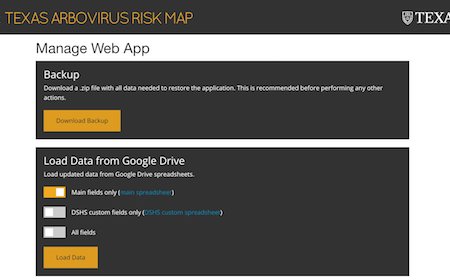 TEXAS ARBOVIRUS RISK MAP
TEXA
Manage Web App
Backup
Download a .zip file with all data needed to restore the application. This is recommended before performing any other
actions.
Download Backup
Load Data from Google Drive
Load updated data from Google Drive spreadsheets.
Main fields only (main spreadsheet)
DSHS custom fields only (DSHS custom spreadsheet)
All fields
Load Data